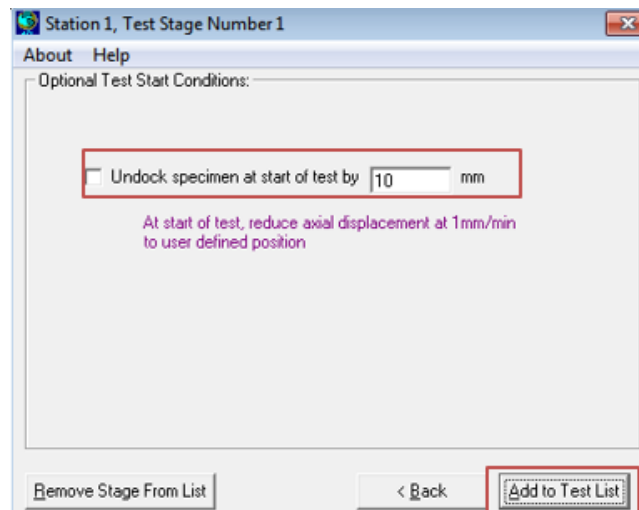 Station 1, Test Stage Number 1
About Help
Optional Test Start Conditions:
Undock specimen at start of test by 10 mm
At start of test, reduce axial displacement at 1mm/min
to user defined position
Remove Stage From List < Back Add to Test List